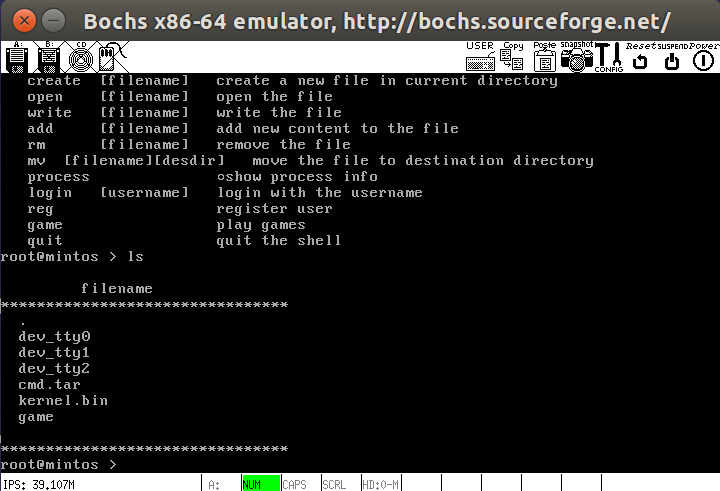 Bochs x86-64 emulator, http://bochs.sourceforge.net/
A: B: CD USER Copy Paste snapshot CONFIG Reset SUSPEND Power
create [filename] create a new file in current directory
open [filename] open the file
write [filename] write the file
add [filename] add new content to the file
rm [filename] remove the file
mv [filename][desdir] move the file to destination directory
process show process info
login [username] login with the username
reg register user
game play games
quit quit the shell
root@mintos > ls
filename
********************************
.
dev_tty0
dev_tty1
dev_tty2
cmd.tar
kernel.bin
game
********************************
root@mintos >
IPS: 39.107M A: NUM CAPS SCRL HD:0-M